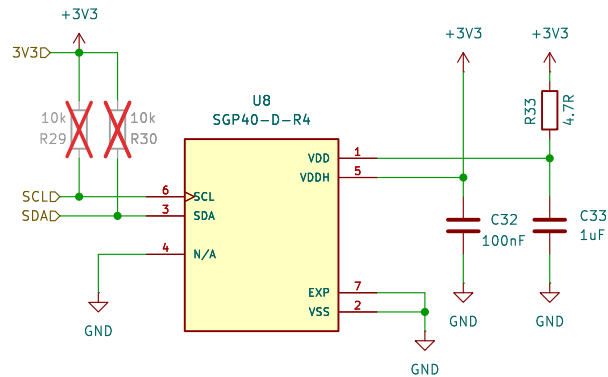 +3V3
3V3
10k
R29
10k
R30
SCL
SDA
U8
SGP40-D-R4
6
SCL
3
SDA
4
N/A
GND
VDD
1
VDDH
5
EXP
7
VSS
2
GND
+3V3
+3V3
R33
4.7R
C32
100nF
C33
1uF
GND
GND